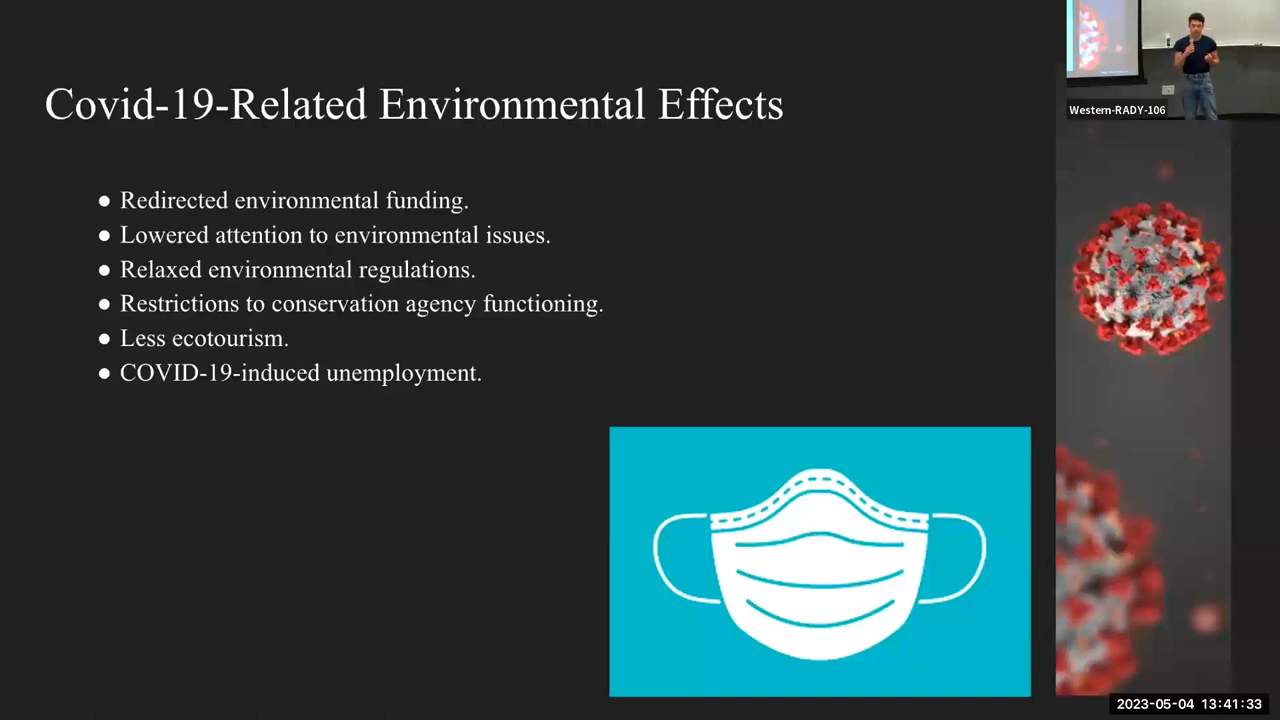 Covid-19-Related Environmental Effects
● Redirected environmental funding.
● Lowered attention to environmental issues.
● Relaxed environmental regulations.
● Restrictions to conservation agency functioning.
● Less ecotourism.
● COVID-19-induced unemployment.
Western-RADY-106
2023-05-04 13:41:33